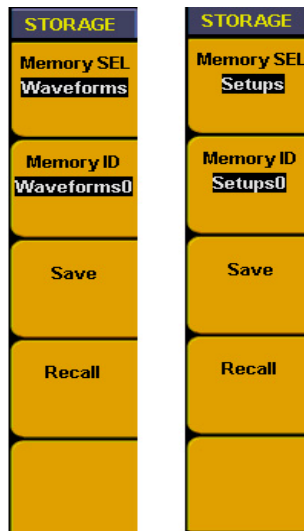 STORAGE
Memory SEL
Waveforms
Memory ID
Waveforms0
Save
Recall
STORAGE
Memory SEL
Setups
Memory ID
Setups0
Save
Recall